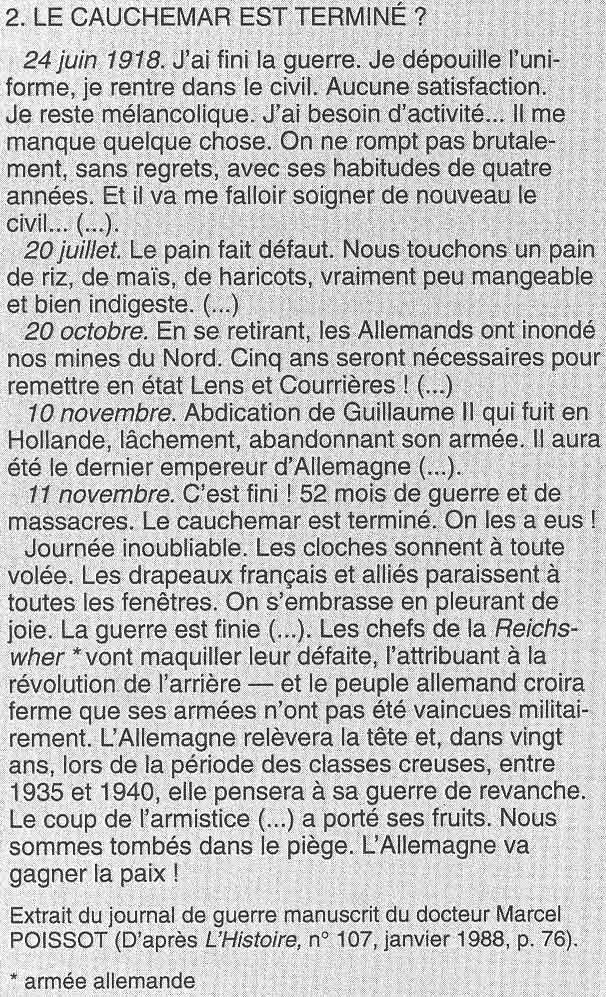 2. LE CAUCHEMAR EST TERMINÉ ?
24 juin 1918. J'ai fini la guerre. Je dépouille l'uni-
forme, je rentre dans le civil. Aucune satisfaction.
Je reste mélancolique. J'ai besoin d'activité... Il me
manque quelque chose. On ne rompt pas brutale-
ment, sans regrets, avec ses habitudes de quatre
années. Et il va me falloir soigner de nouveau le
civil... (...).
20 juillet. Le pain fait défaut. Nous touchons un pain
de riz, de maïs, de haricots, vraiment peu mangeable
et bien indigeste. (...)
20 octobre. En se retirant, les Allemands ont inondé
nos mines du Nord. Cinq ans seront nécessaires pour
remettre en état Lens et Courrières ! (...)
10 novembre. Abdication de Guillaume II qui fuit en
Hollande, lâchement, abandonnant son armée. Il aura
été le dernier empereur d'Allemagne (...).
11 novembre. C'est fini ! 52 mois de guerre et de
massacres. Le cauchemar est terminé. On les a eus !
Journée inoubliable. Les cloches sonnent à toute
volée. Les drapeaux français et alliés paraissent à
toutes les fenêtres. On s'embrasse en pleurant de
joie. La guerre est finie (...). Les chefs de la Reichs-
wher * vont maquiller leur défaite, l'attribuant à la
révolution de l'arrière — et le peuple allemand croira
ferme que ses armées n'ont pas été vaincues militai-
rement. L'Allemagne relèvera la tête et, dans vingt
ans, lors de la période des classes creuses, entre
1935 et 1940, elle pensera à sa guerre de revanche.
Le coup de l'armistice (...) a porté ses fruits. Nous
sommes tombés dans le piège. L'Allemagne va
gagner la paix !
Extrait du journal de guerre manuscrit du docteur Marcel
POISSOT (D'après L'Histoire, n° 107, janvier 1988, p. 76).
* armée allemande